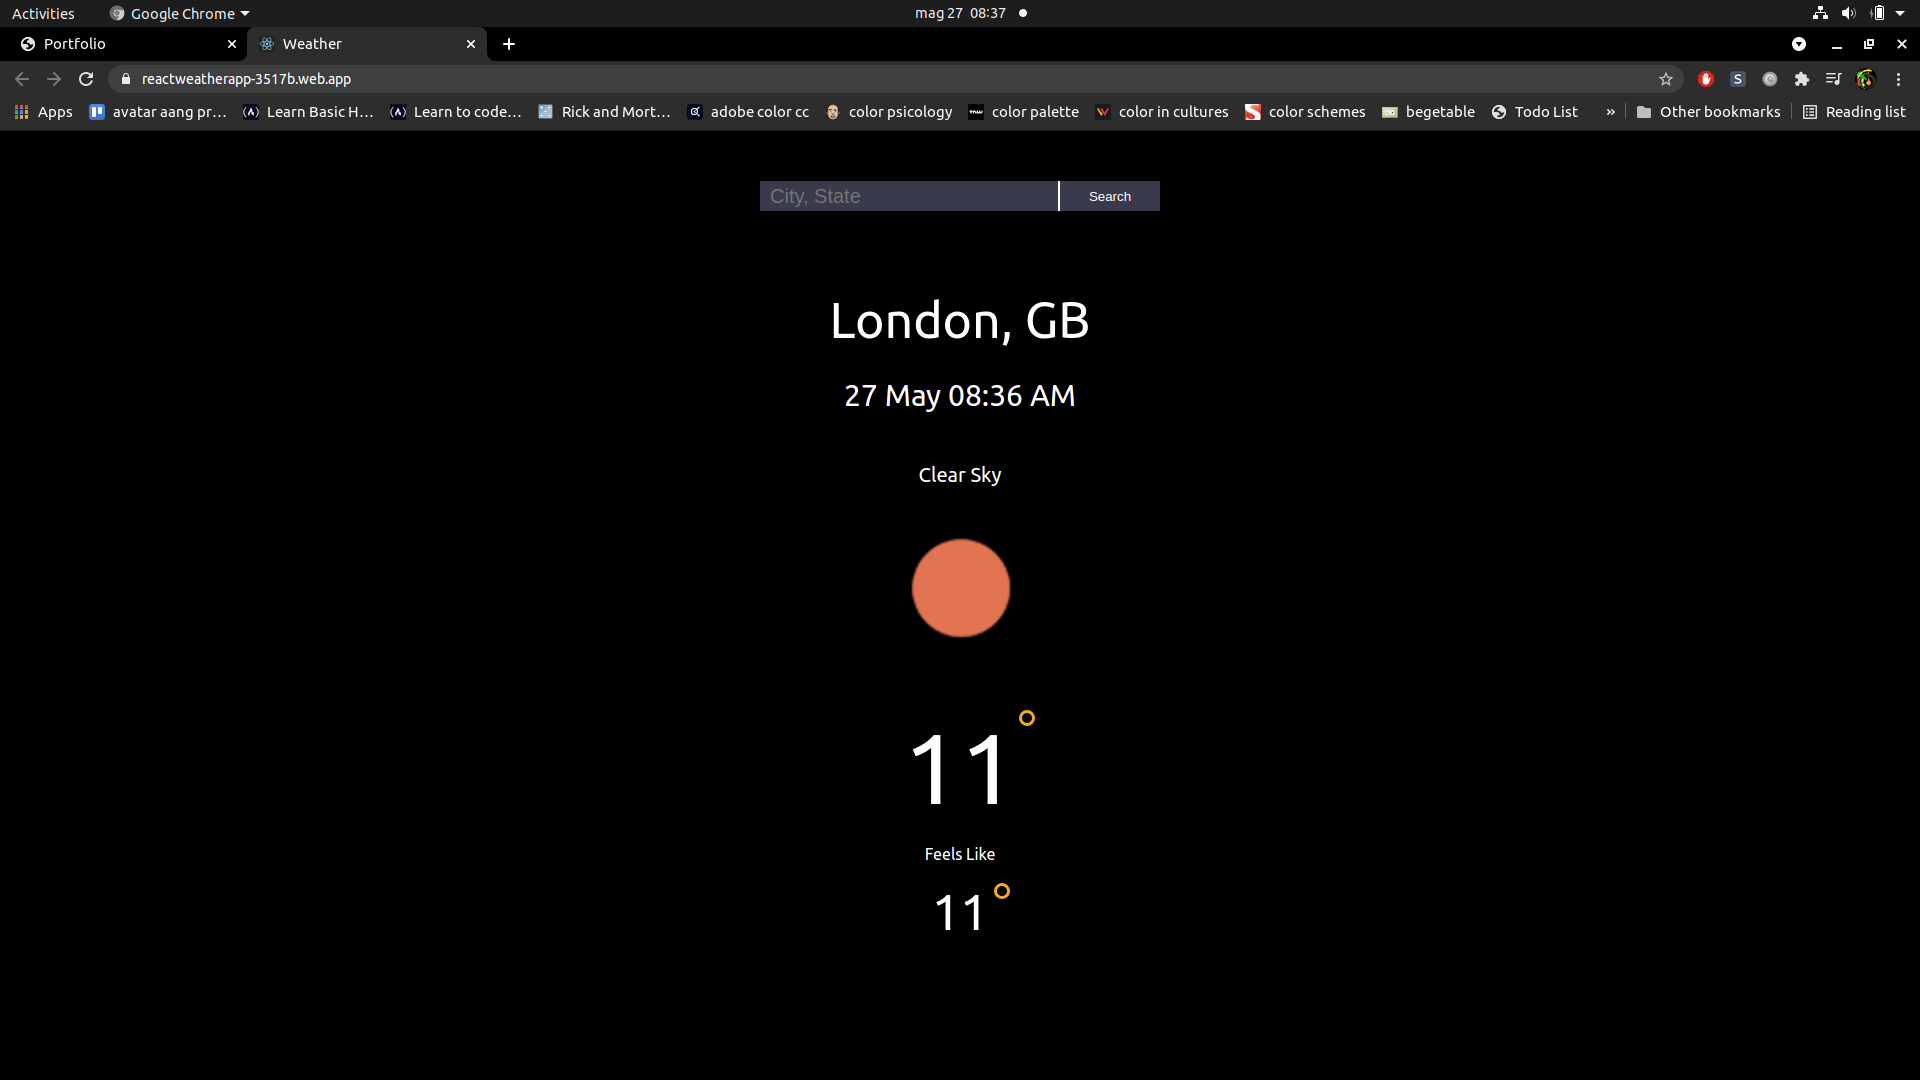 Activities Google Chrome mag 27 08:37
Portfolio Weather
reactweatherapp-3517b.web.app
Apps avatar aang pr… Learn Basic H… Learn to code… Rick and Mort… adobe color cc color psicology color palette color in cultures color schemes begetable Todo List » Other bookmarks Reading list
City, State Search
London, GB
27 May 08:36 AM
Clear Sky
11°
Feels Like
11°